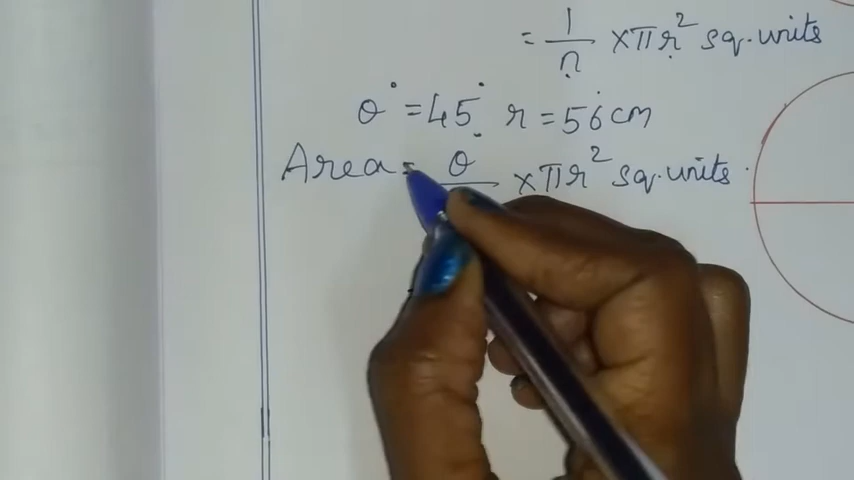 = 1/n × πr² sq.units
θ° = 45° r = 56 cm
Area = θ × πr² sq.units